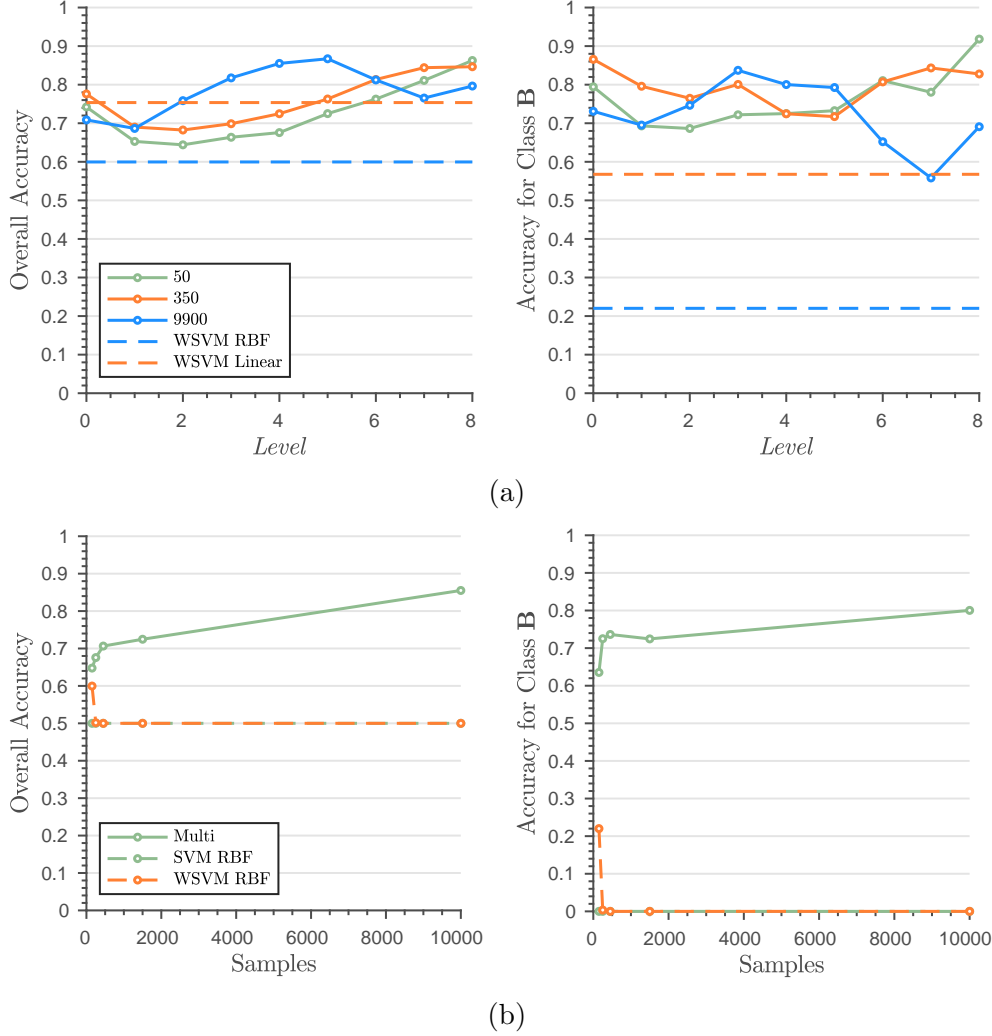 1
0.9
0.8
0.7
0.6
0.5
0.4
0.3
0.2
0.1
0
Overall Accuracy
50
350
9900
WSVM RBF
WSVM Linear
0 2 4 6 8
Level
1
0.9
0.8
0.7
0.6
0.5
0.4
0.3
0.2
0.1
0
Accuracy for Class B
0 2 4 6 8
Level
(a)
1
0.9
0.8
0.7
0.6
0.5
0.4
0.3
0.2
0.1
0
Overall Accuracy
Multi
SVM RBF
WSVM RBF
0 2000 4000 6000 8000 10000
Samples
1
0.9
0.8
0.7
0.6
0.5
0.4
0.3
0.2
0.1
0
Accuracy for Class B
0 2000 4000 6000 8000 10000
Samples
(b)